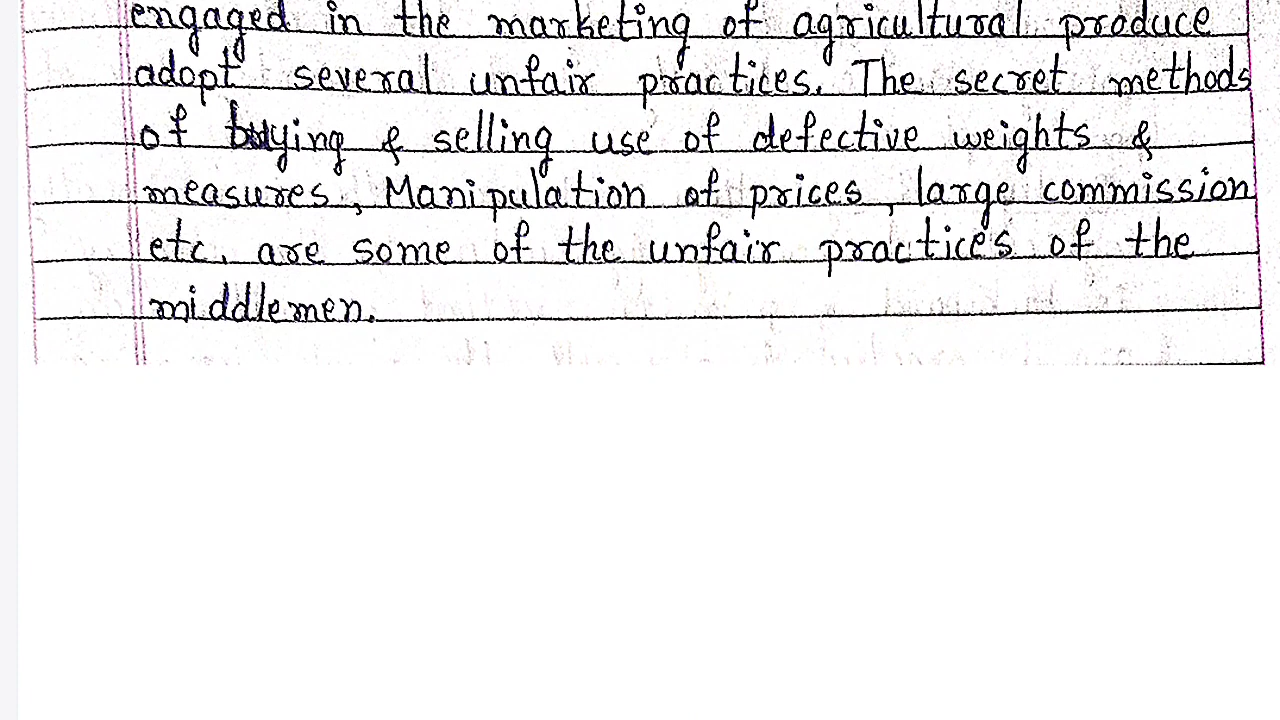 engaged in the marketing of agricultural produce
adopt several unfair practices. The secret methods
of buying & selling use of defective weights &
measures, Manipulation of prices, large commission
etc. are some of the unfair practices of the
middlemen.